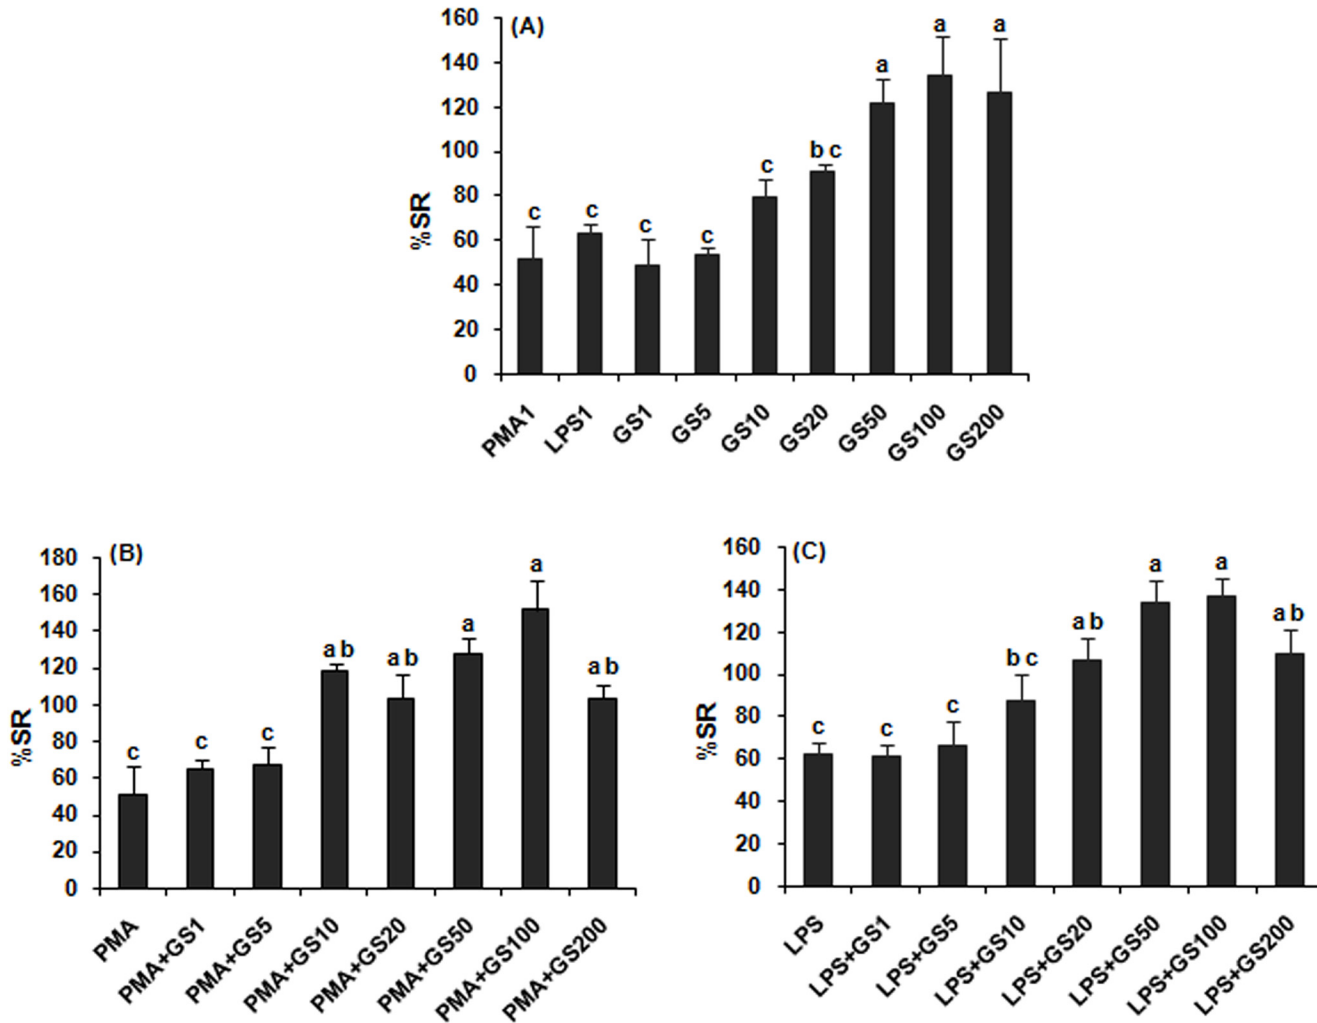 (A)
%SR
160
140
120
100
80
60
40
20
0
c c c c c b c a a a
PMA1 LPS1 GS1 GS5 GS10 GS20 GS50 GS100 GS200
(B)
%SR
180
160
140
120
100
80
60
40
20
0
c c c a b a b a a a b
PMA PMA+GS1 PMA+GS5 PMA+GS10 PMA+GS20 PMA+GS50 PMA+GS100 PMA+GS200
(C)
%SR
160
140
120
100
80
60
40
20
0
c c c b c a b a a a b
LPS LPS+GS1 LPS+GS5 LPS+GS10 LPS+GS20 LPS+GS50 LPS+GS100 LPS+GS200